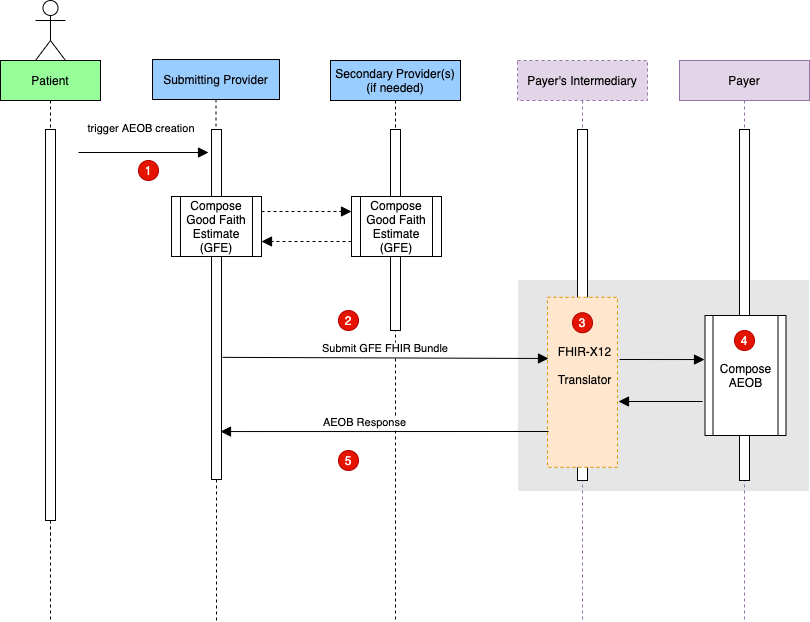 Patient
Submitting Provider
Secondary Provider(s)
(if needed)
Payer's Intermediary
Payer
trigger AEOB creation
1
Compose
Good Faith
Estimate
(GFE)
Compose
Good Faith
Estimate
(GFE)
2
3
4
Submit GFE FHIR Bundle
FHIR-X12
Translator
Compose
AEOB
AEOB Response
5